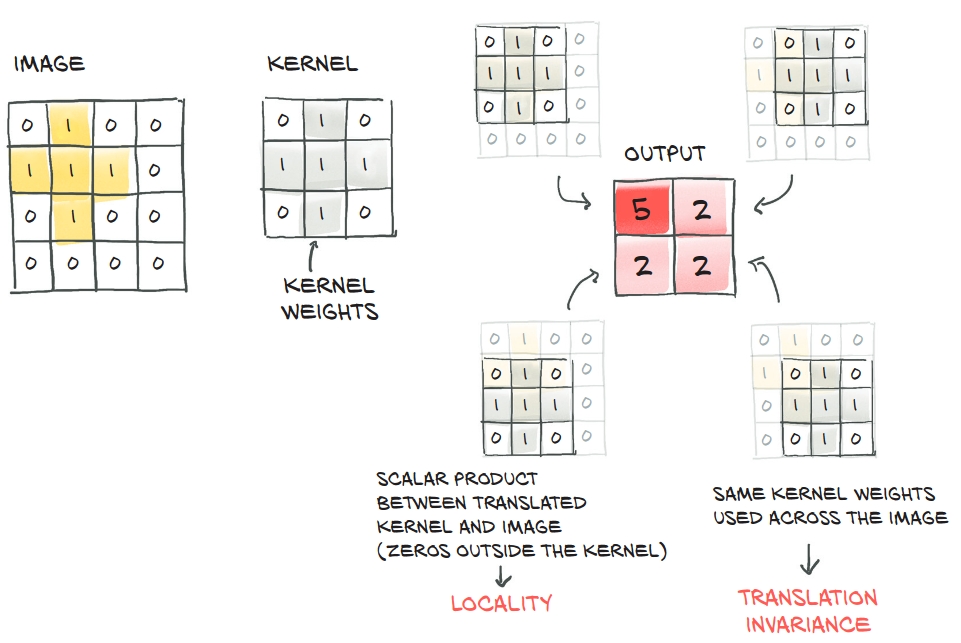 IMAGE
0 1 0 0
1 1 1 0
0 1 0 0
0 0 0 0
KERNEL
0 1 0
1 1 1
0 1 0
KERNEL
WEIGHTS
0 1 0 0
1 1 1 0
0 1 0 0
0 0 0 0
0 0 1 0
1 1 1 1
0 0 1 0
0 0 0 0
OUTPUT
5 2
2 2
0 1 0 0
0 1 0 0
1 1 1 0
0 1 0 0
0 1 0 0
1 0 1 0
0 1 1 1
0 0 1 0
SCALAR PRODUCT
BETWEEN TRANSLATED
KERNEL AND IMAGE
(ZEROS OUTSIDE THE KERNEL)
LOCALITY
SAME KERNEL WEIGHTS
USED ACROSS THE IMAGE
TRANSLATION
INVARIANCE